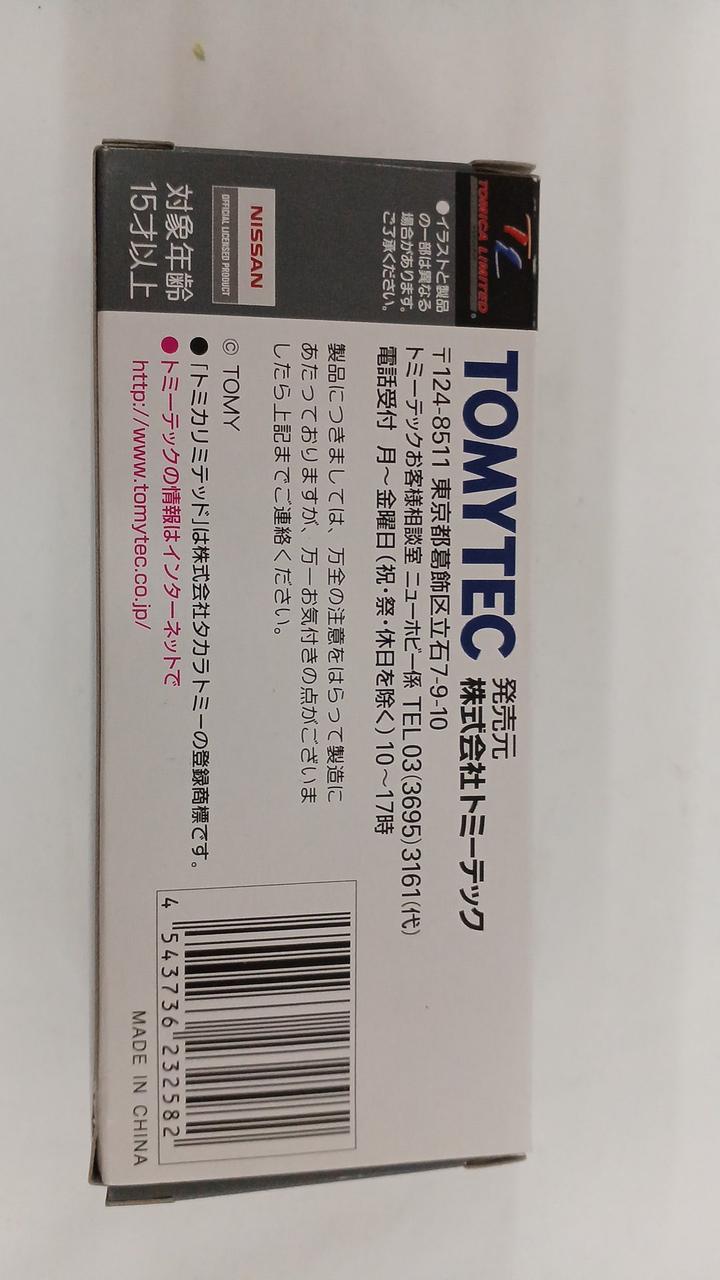 TL
TOMICA LIMITED®
●イラストと製品
の一部は異なる
場合があります。
ご了承ください。
NISSAN
OFFICIAL LICENSED PRODUCT
対象年齢
15才以上
TOMYTEC 発売元 株式会社トミーテック
〒124-8511 東京都葛飾区立石7-9-10
トミーテックお客様相談室 ニューホビー係 TEL 03(3695)3161(代)
電話受付 月～金曜日(祝・祭・休日を除く)10～17時
製品につきましては、万全の注意をはらって製造に
あたっておりますが、万一お気付きの点がございま
したら上記までご連絡ください。
© TOMY
●「トミカリミテッド」は株式会社タカラトミーの登録商標です。
●トミーテックの情報はインターネットで
http://www.tomytec.co.jp/
4 543736 232582
MADE IN CHINA